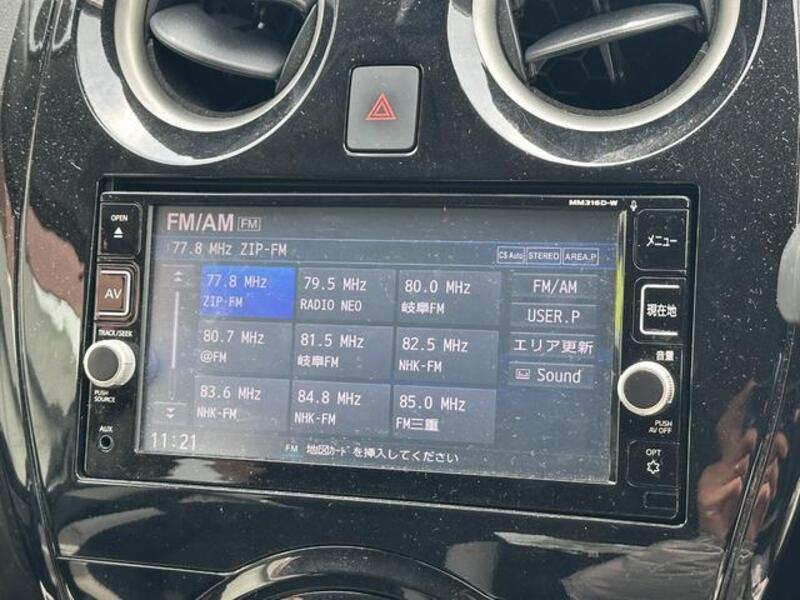 MM316D-W
OPEN
AV
TRACK/SEEK
PUSH SOURCE
AUX
FM/AM FM
77.8 MHz ZIP-FM
CS Auto STEREO AREA.P
77.8 MHz ZIP-FM
79.5 MHz RADIO NEO
80.0 MHz 岐阜FM
80.7 MHz @FM
81.5 MHz 岐阜FM
82.5 MHz NHK-FM
83.6 MHz NHK-FM
84.8 MHz NHK-FM
85.0 MHz FM三重
FM/AM
USER.P
エリア更新
Sound
11:21
FM 地図ｶｰﾄﾞを挿入してください
メニュー
現在地
音量
PUSH AV OFF
OPT